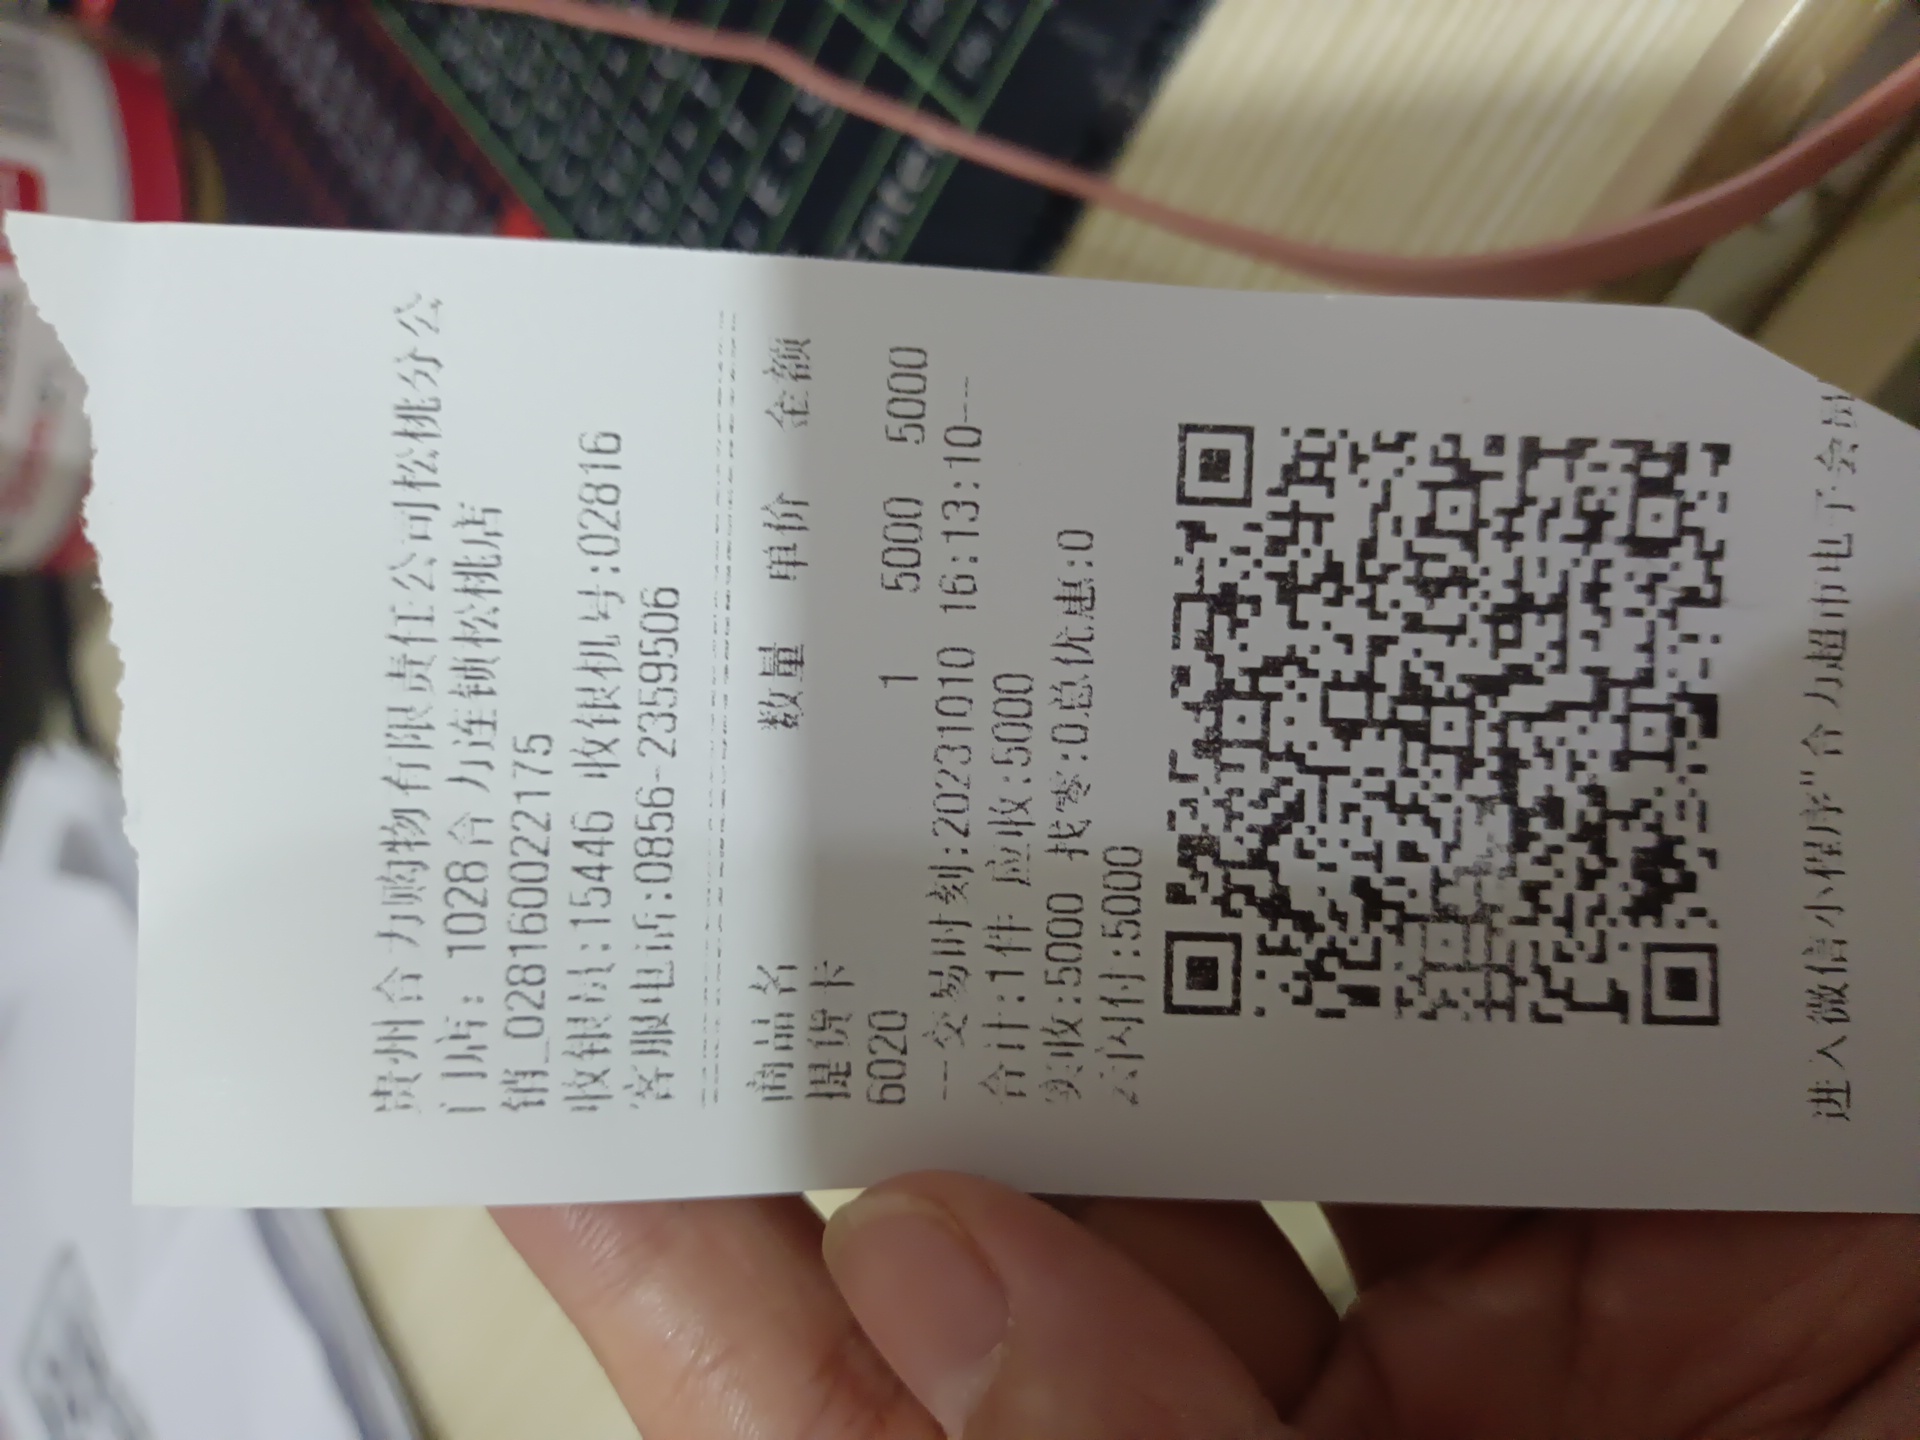 贵州合力购物有限责任公司松桃分公
门店: 1028合力连锁松桃店
销_028160022175
收银员:15446 收银机号:02816
客服电话:0856-2359506
商品名 数量 单价 金额
提货卡
6020 1 5000 5000
--交易时刻:20231010 16:13:10--
合计:1件 应收:5000
实收:5000 找零:0总优惠:0
云闪付:5000
进入微信小程序"合力超市电子会员
Enter